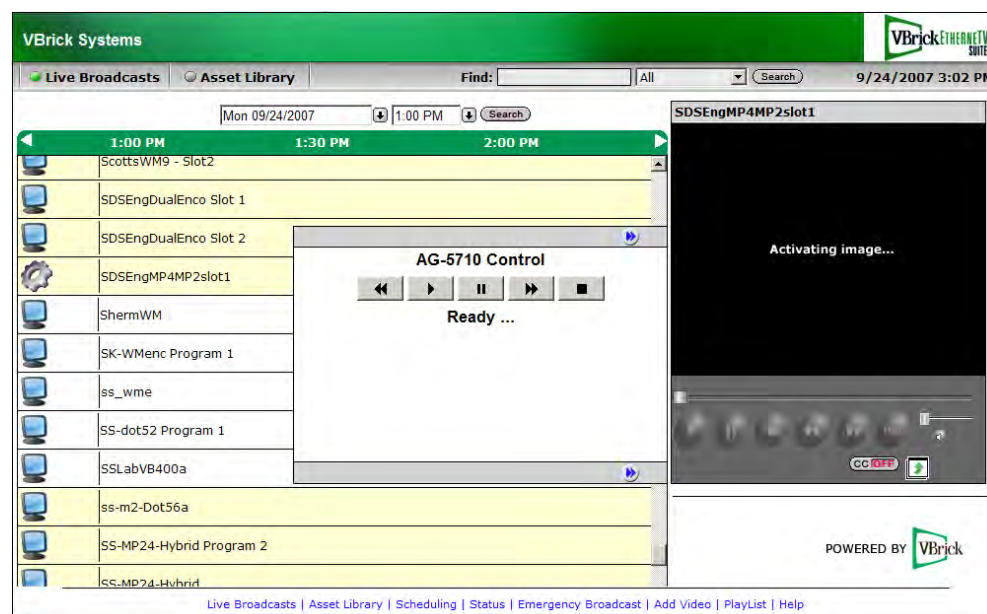 VBrick Systems
VBrick ETHERNETV
SUITE
Live Broadcasts
Asset Library
Find:
All
Search
9/24/2007 3:02 PM
Mon 09/24/2007
1:00 PM
Search
SDSEngMP4MP2slot1
1:00 PM
1:30 PM
2:00 PM
ScottsWM9 - Slot2
SDSEngDualEnco Slot 1
SDSEngDualEnco Slot 2
SDSEngMP4MP2slot1
ShermWM
SK-WMenc Program 1
ss_wme
SS-dot52 Program 1
SSLabVB400a
ss-m2-Dot56a
SS-MP24-Hybrid Program 2
SS-MP24-Hybrid
AG-5710 Control
Ready ...
Activating image...
CC OFF
POWERED BY VBrick
Live Broadcasts | Asset Library | Scheduling | Status | Emergency Broadcast | Add Video | PlayList | Help